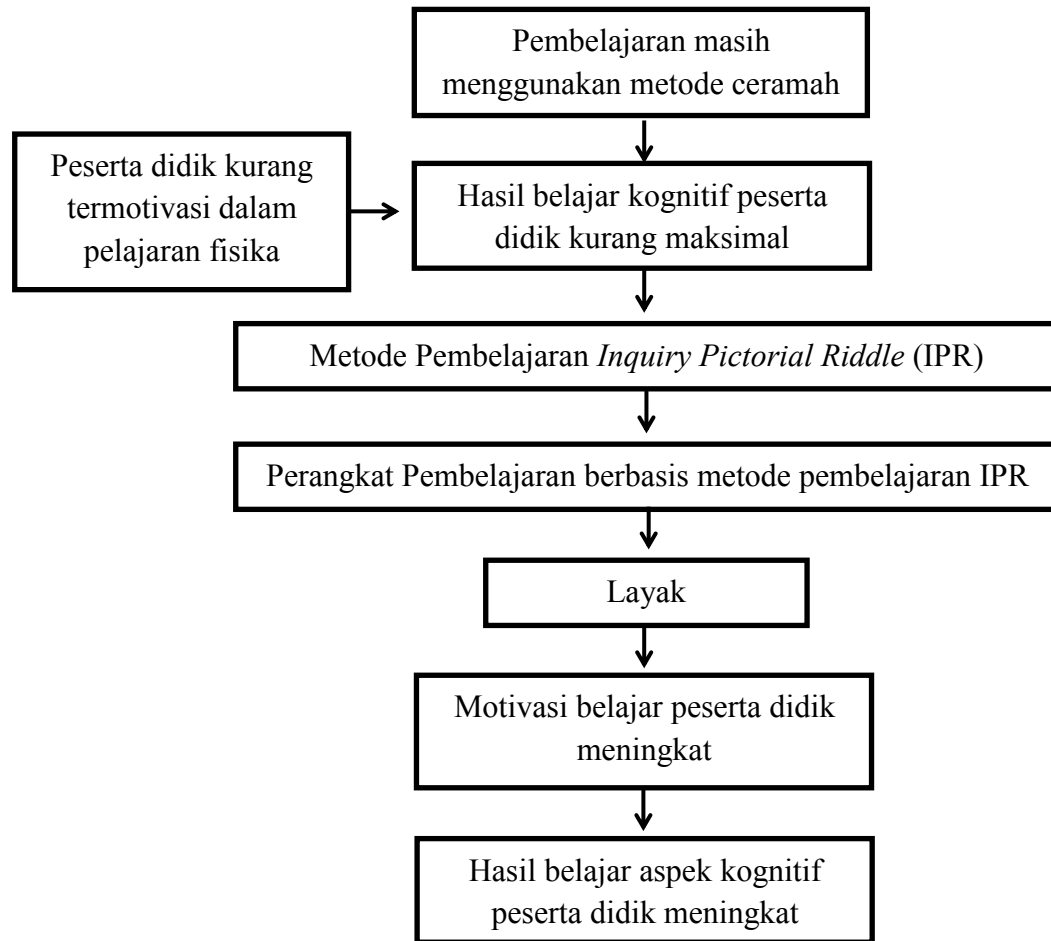 Pembelajaran masih
menggunakan metode ceramah
Peserta didik kurang
termotivasi dalam
pelajaran fisika
Hasil belajar kognitif peserta
didik kurang maksimal
Metode Pembelajaran Inquiry Pictorial Riddle (IPR)
Perangkat Pembelajaran berbasis metode pembelajaran IPR
Layak
Motivasi belajar peserta didik
meningkat
Hasil belajar aspek kognitif
peserta didik meningkat